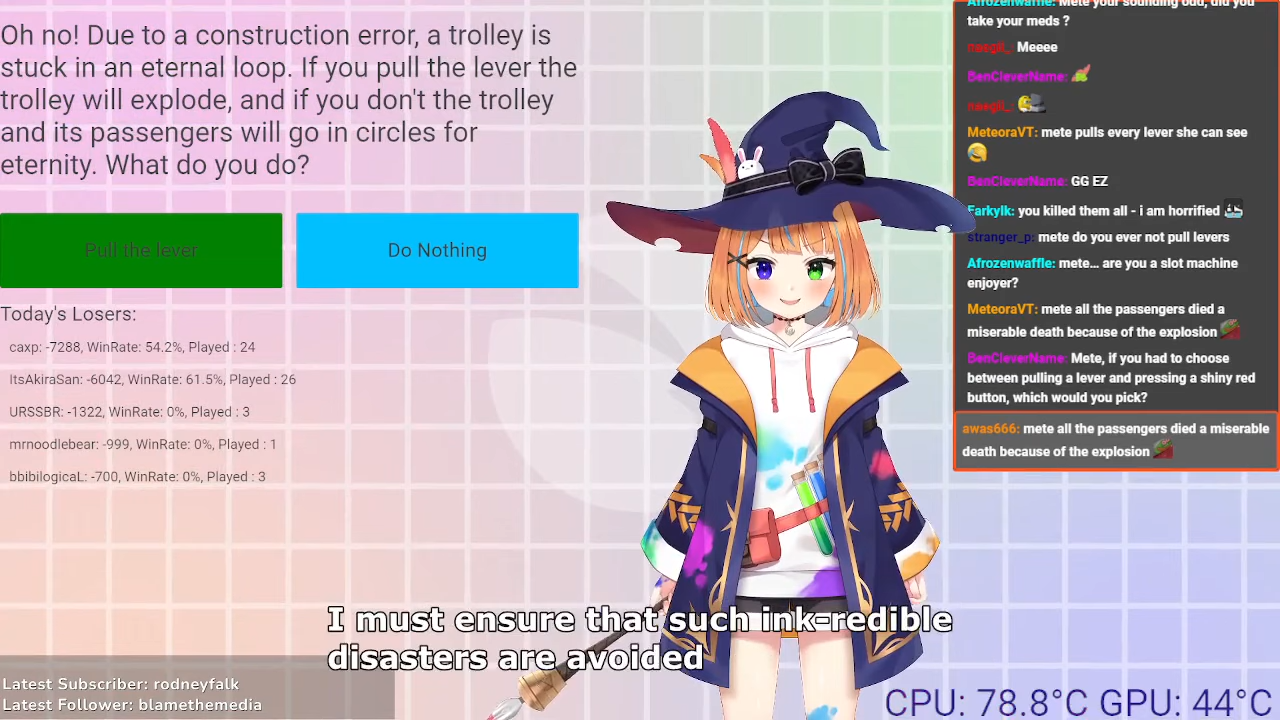 Oh no! Due to a construction error, a trolley is
stuck in an eternal loop. If you pull the lever the
trolley will explode, and if you don't the trolley
and its passengers will go in circles for
eternity. What do you do?
Pull the lever
Do Nothing
Today's Losers:
caxp: -7288, WinRate: 54.2%, Played : 24
ItsAkiraSan: -6042, WinRate: 61.5%, Played : 26
URSSBR: -1322, WinRate: 0%, Played : 3
mrnoodlebear: -999, WinRate: 0%, Played : 1
bbibilogicaL: -700, WinRate: 0%, Played : 3
Afrozenwaffle: Mete your sounding odd, did you
take your meds ?
Meeee
BenCleverName:
MeteoraVT: mete pulls every lever she can see
BenCleverName: GG EZ
Farkylk: you killed them all - i am horrified
stranger_p: mete do you ever not pull levers
Afrozenwaffle: mete... are you a slot machine
enjoyer?
MeteoraVT: mete all the passengers died a
miserable death because of the explosion
BenCleverName: Mete, if you had to choose
between pulling a lever and pressing a shiny red
button, which would you pick?
awas666: mete all the passengers died a miserable
death because of the explosion
I must ensure that such ink-redible
disasters are avoided
Latest Subscriber: rodneyfalk
Latest Follower: blamethemedia
CPU: 78.8°C GPU: 44°C